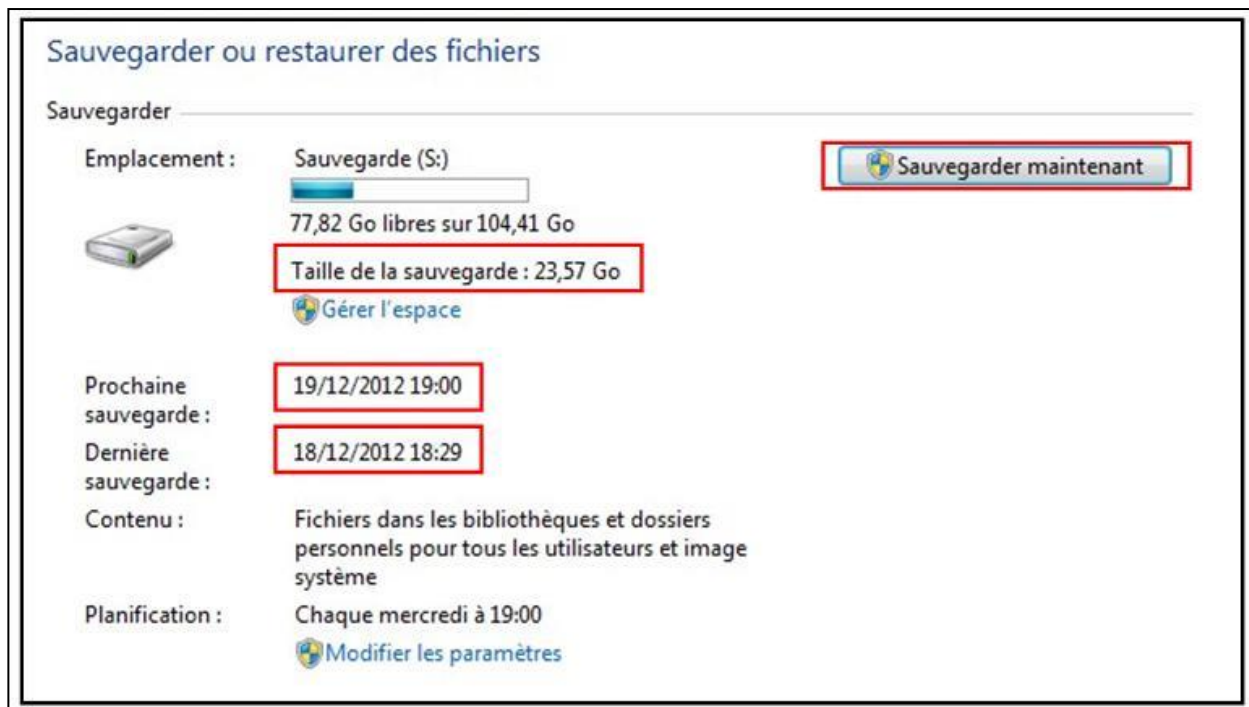 Sauvegarder ou restaurer des fichiers
Sauvegarder
Emplacement :
Sauvegarde (S:)
Sauvegarder maintenant
77,82 Go libres sur 104,41 Go
Taille de la sauvegarde : 23,57 Go
Gérer l'espace
Prochaine
sauvegarde :
19/12/2012 19:00
Dernière
sauvegarde :
18/12/2012 18:29
Contenu :
Fichiers dans les bibliothèques et dossiers
personnels pour tous les utilisateurs et image
système
Planification :
Chaque mercredi à 19:00
Modifier les paramètres